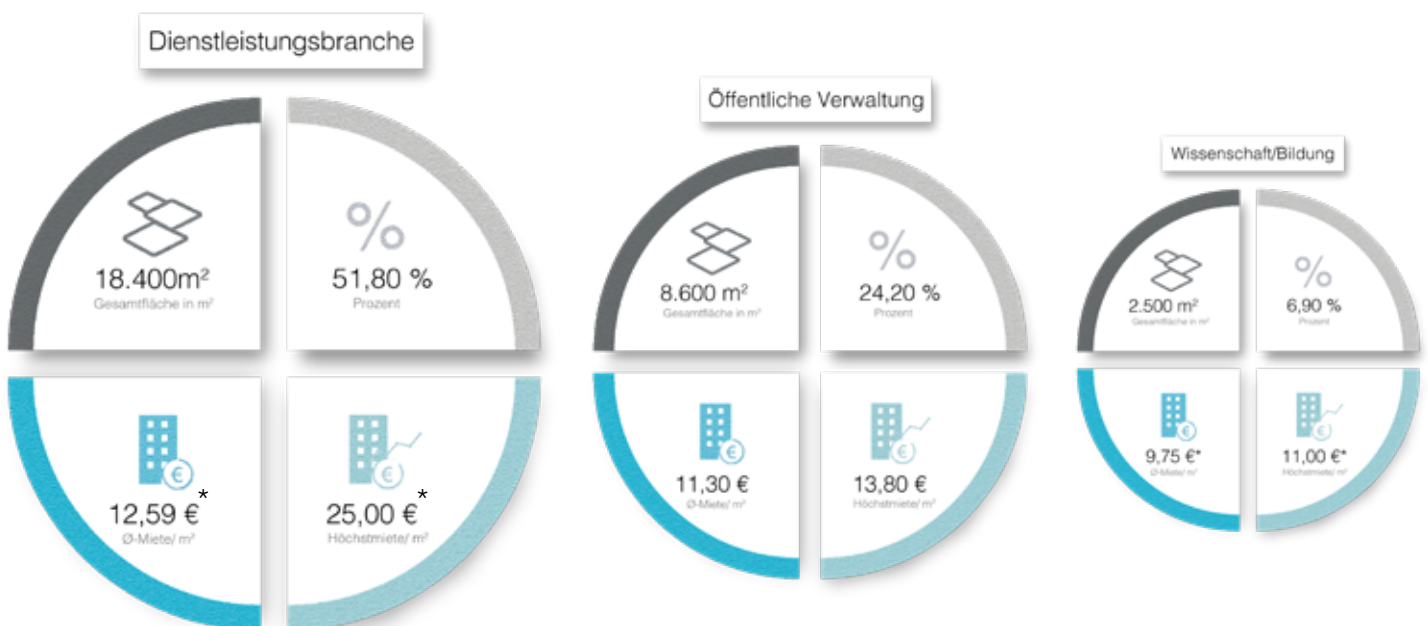 Dienstleistungsbranche
%
18.400m²
Gesamtfläche in m²
51,80 %
Prozent
€
€
12,59 €*
Ø-Miete/ m²
25,00 €*
Höchstmiete/ m²
Öffentliche Verwaltung
%
8.600 m²
Gesamtfläche in m²
24,20 %
Prozent
€
€
11,30 €
Ø-Miete/ m²
13,80 €
Höchstmiete/ m²
Wissenschaft/Bildung
%
2.500 m²
Gesamtfläche in m²
6,90 %
Prozent
€
€
9,75 €*
Ø-Miete/ m²
11,00 €*
Höchstmiete/ m²